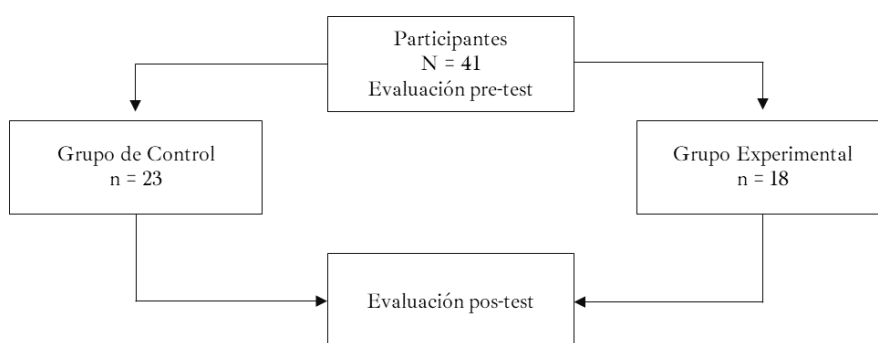 Participantes
N = 41
Evaluación pre-test
Grupo de Control
n = 23
Grupo Experimental
n = 18
Evaluación pos-test